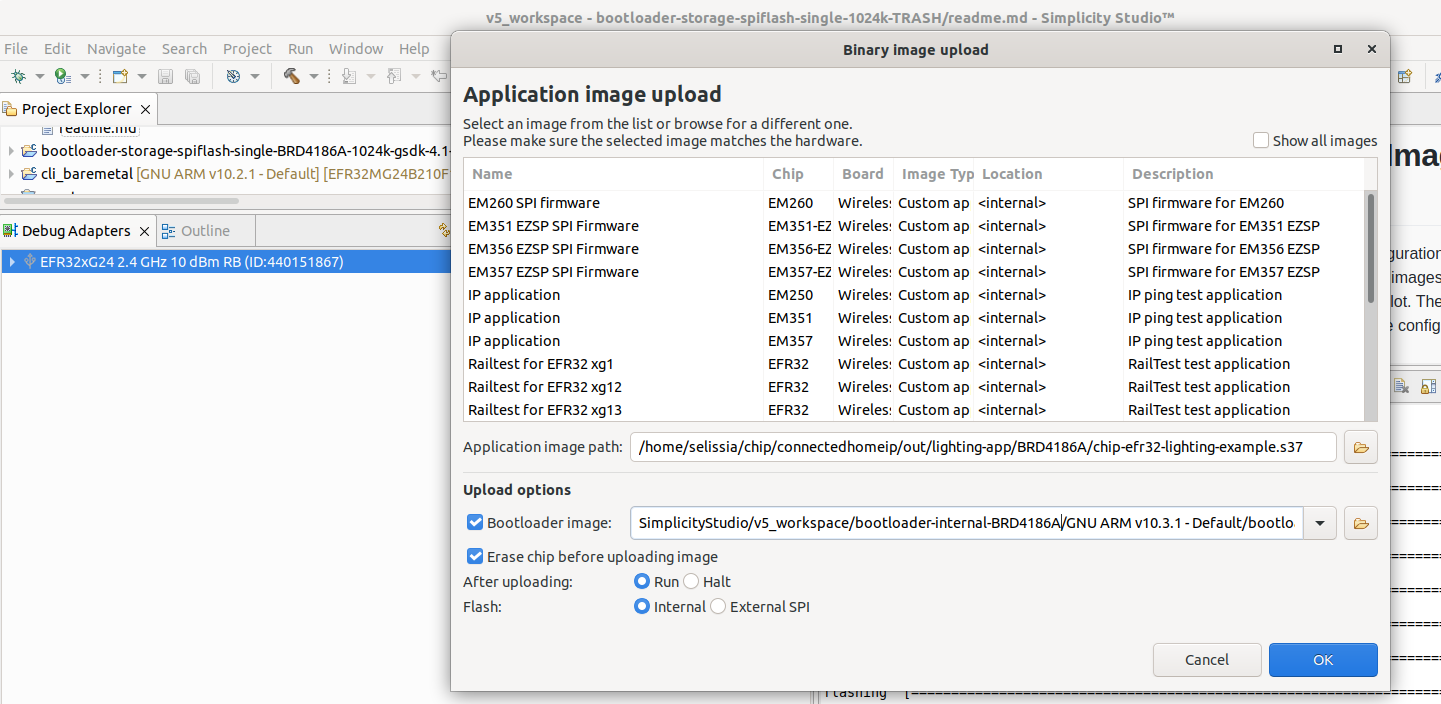 v5_workspace - bootloader-storage-spiflash-single-1024k-TRASH/readme.md - Simplicity Studio™
File Edit Navigate Search Project Run Window Help
Project Explorer
readme.md
bootloader-storage-spiflash-single-BRD4186A-1024k-gsdk-4.1-
cli_baremetal [GNU ARM v10.2.1 - Default] [EFR32MG24B210F
Debug Adapters Outline
EFR32xG24 2.4 GHz 10 dBm RB (ID:440151867)
Binary image upload
Application image upload
Select an image from the list or browse for a different one.
Please make sure the selected image matches the hardware.
Show all images
Name Chip Board Image Typ Location Description
EM260 SPI firmware EM260 Wireles Custom ap <internal> SPI firmware for EM260
EM351 EZSP SPI Firmware EM351-EZ Wireles Custom ap <internal> SPI firmware for EM351 EZSP
EM356 EZSP SPI Firmware EM356-EZ Wireles Custom ap <internal> SPI firmware for EM356 EZSP
EM357 EZSP SPI Firmware EM357-EZ Wireles Custom ap <internal> SPI firmware for EM357 EZSP
IP application EM250 Wireles Custom ap <internal> IP ping test application
IP application EM351 Wireles Custom ap <internal> IP ping test application
IP application EM357 Wireles Custom ap <internal> IP ping test application
Railtest for EFR32 xg1 EFR32 Wireles Custom ap <internal> RailTest test application
Railtest for EFR32 xg12 EFR32 Wireles Custom ap <internal> RailTest test application
Railtest for EFR32 xg13 EFR32 Wireles Custom ap <internal> RailTest test application
Application image path: /home/selissia/chip/connectedhomeip/out/lighting-app/BRD4186A/chip-efr32-lighting-example.s37
Upload options
Bootloader image: SimplicityStudio/v5_workspace/bootloader-internal-BRD4186A/GNU ARM v10.3.1 - Default/bootlo
Erase chip before uploading image
After uploading: Run Halt
Flash: Internal External SPI
Cancel OK
Ima
guration
images
lot. The
config
Flashing [====================================